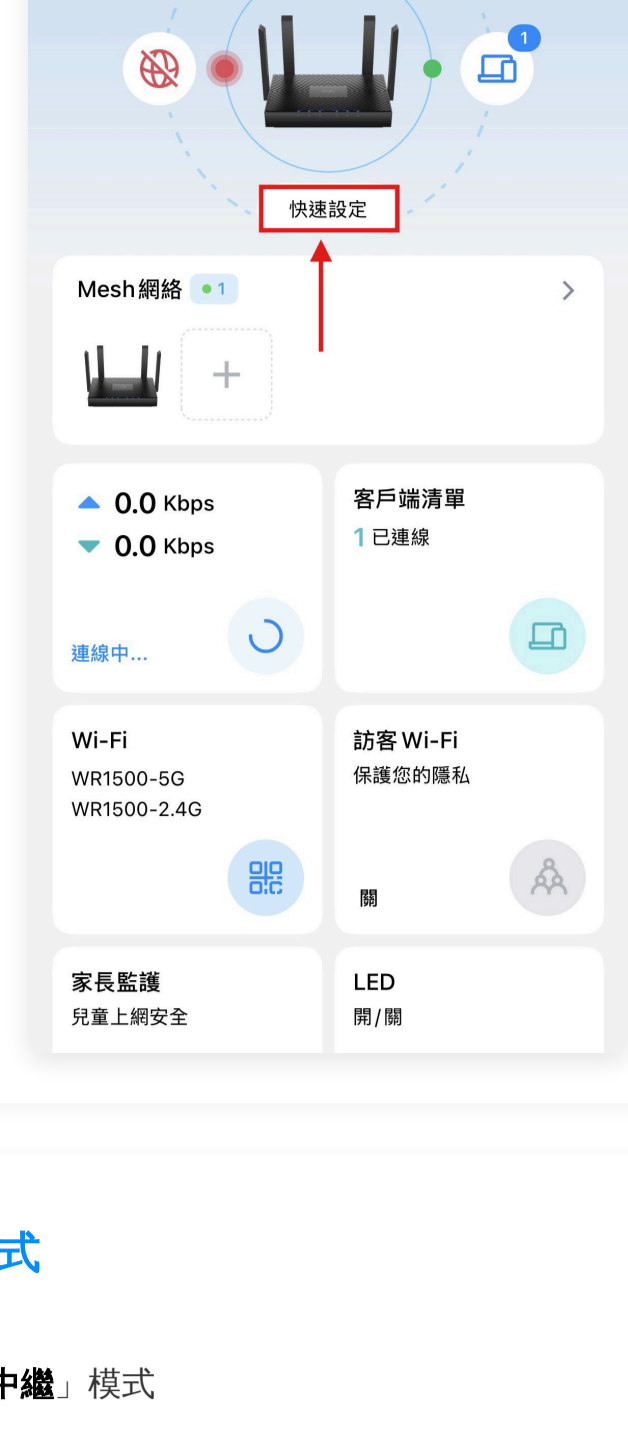 1
快速設定
Mesh網絡 1
0.0 Kbps
0.0 Kbps
連線中...
客戶端清單
1 已連線
Wi-Fi
WR1500-5G
WR1500-2.4G
訪客 Wi-Fi
保護您的隱私
關
家長監護
兒童上網安全
LED
開/關
式
中繼」模式